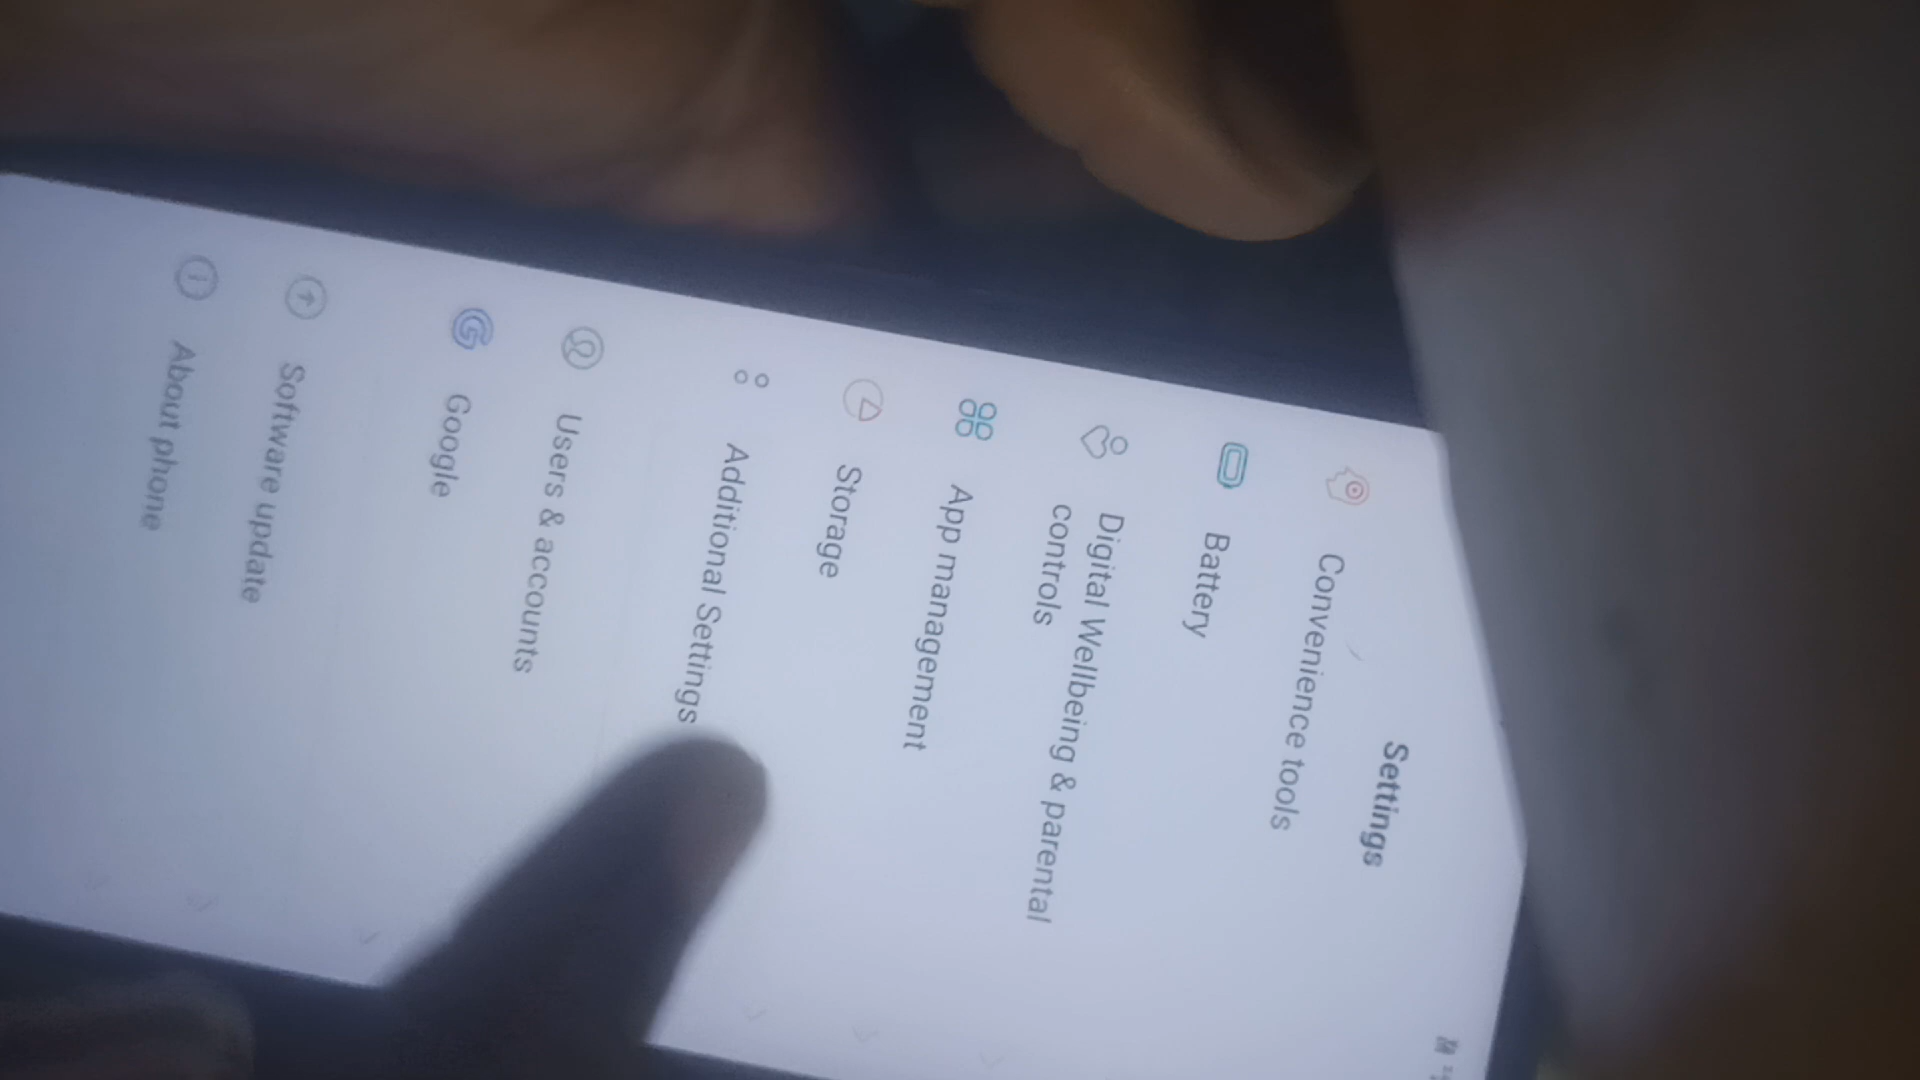 Settings
Convenience tools
Battery
Digital Wellbeing & parental
controls
App management
Storage
Additional Settings
Users & accounts
Google
Software update
About phone